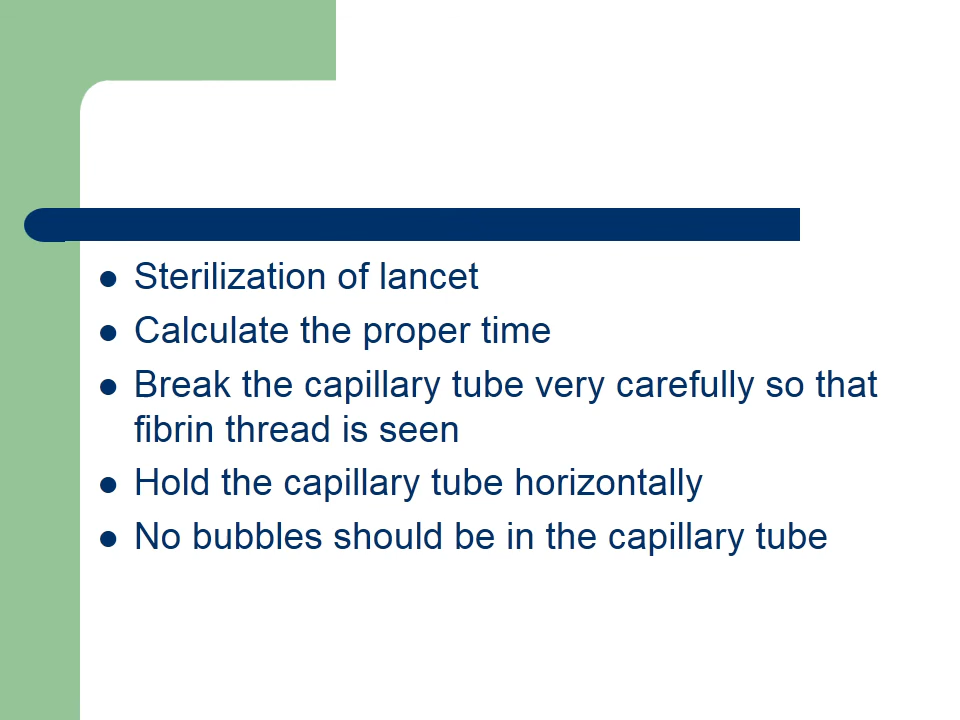 Sterilization of lancet
Calculate the proper time
Break the capillary tube very carefully so that
fibrin thread is seen
Hold the capillary tube horizontally
No bubbles should be in the capillary tube